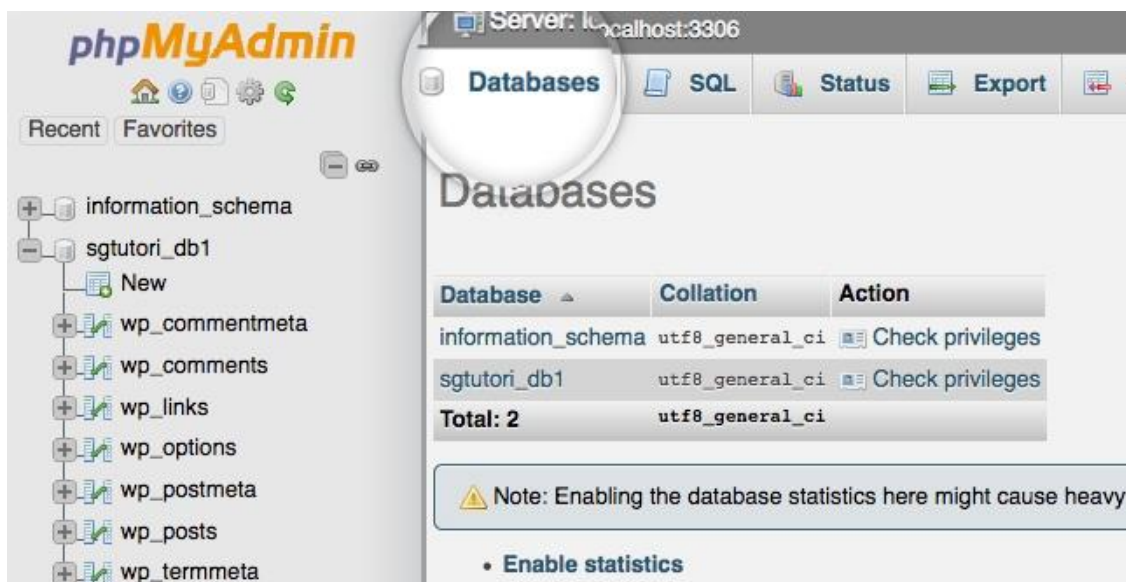 phpMyAdmin
Recent Favorites
information_schema
sgtutori_db1
New
wp_commentmeta
wp_comments
wp_links
wp_options
wp_postmeta
wp_posts
wp_termmeta
Server: localhost:3306
Databases SQL Status Export
Databases
Database Collation Action
information_schema utf8_general_ci Check privileges
sgtutori_db1 utf8_general_ci Check privileges
Total: 2 utf8_general_ci
Note: Enabling the database statistics here might cause heavy
• Enable statistics